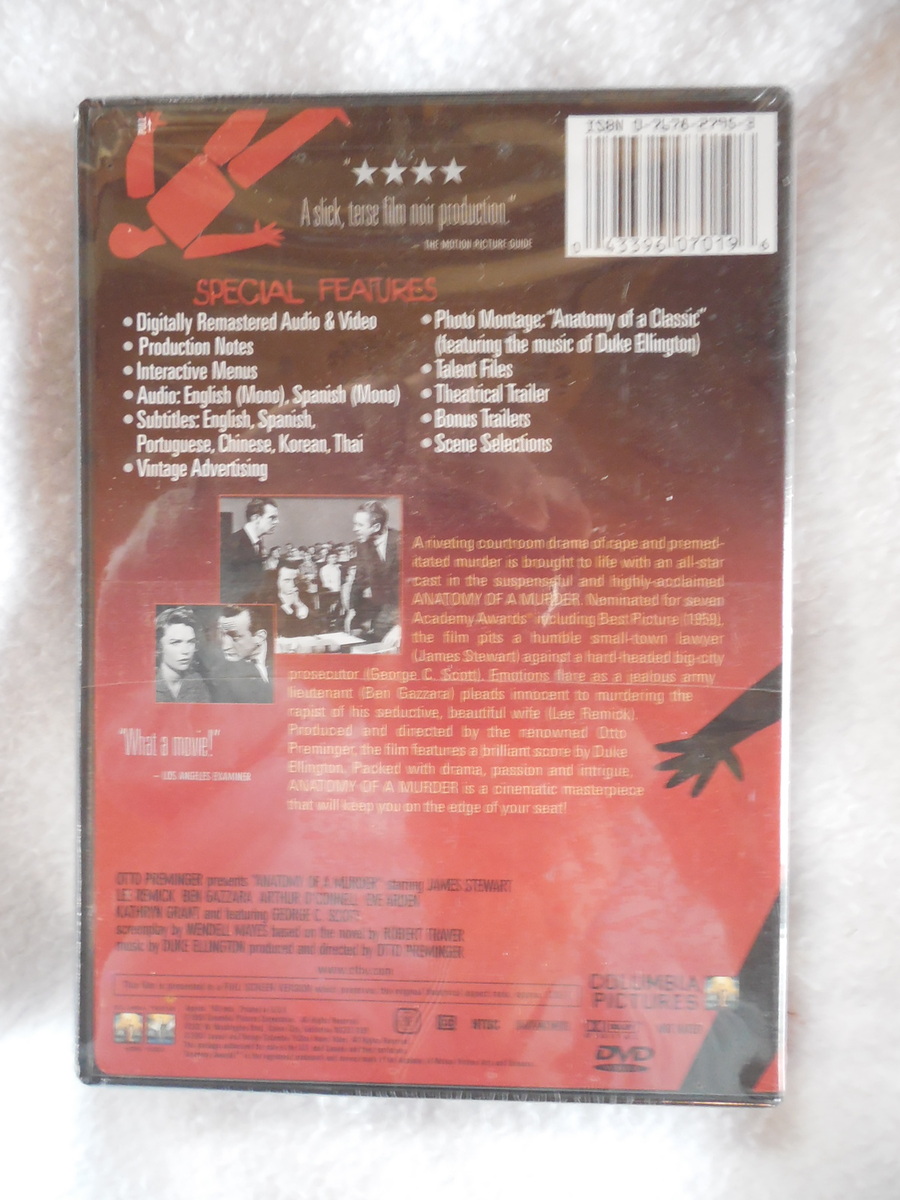 "★★★★
A slick, terse film noir production."
– THE MOTION PICTURE GUIDE
ISBN 0-7678-2795-3
0 43396 07019 6
SPECIAL FEATURES
• Digitally Remastered Audio & Video
• Production Notes
• Interactive Menus
• Audio: English (Mono), Spanish (Mono)
• Subtitles: English, Spanish,
Portuguese, Chinese, Korean, Thai
• Vintage Advertising
• Photo Montage: "Anatomy of a Classic"
(featuring the music of Duke Ellington)
• Talent Files
• Theatrical Trailer
• Bonus Trailers
• Scene Selections
A riveting courtroom drama of rape and premed-
itated murder is brought to life with an all-star
cast in the suspenseful and highly-acclaimed
ANATOMY OF A MURDER. Nominated for seven
Academy Awards® including Best Picture (1959),
the film pits a humble small-town lawyer
(James Stewart) against a hard-headed big-city
prosecutor (George C. Scott). Emotions flare as a jealous army
lieutenant (Ben Gazzara) pleads innocent to murdering the
rapist of his seductive, beautiful wife (Lee Remick).
Produced and directed by the renowned Otto
Preminger, the film features a brilliant score by Duke
Ellington. Packed with drama, passion and intrigue,
ANATOMY OF A MURDER is a cinematic masterpiece
that will keep you on the edge of your seat!
"What a movie!"
– LOS ANGELES EXAMINER
OTTO PREMINGER presents "ANATOMY OF A MURDER" starring JAMES STEWART
LEE REMICK BEN GAZZARA ARTHUR O'CONNELL EVE ARDEN
KATHRYN GRANT and featuring GEORGE C. SCOTT
screenplay by WENDELL MAYES based on the novel by ROBERT TRAVER
music by DUKE ELLINGTON produced and directed by OTTO PREMINGER
This film is presented in a FULL SCREEN VERSION
COLUMBIA
PICTURES
NTSC
DVD